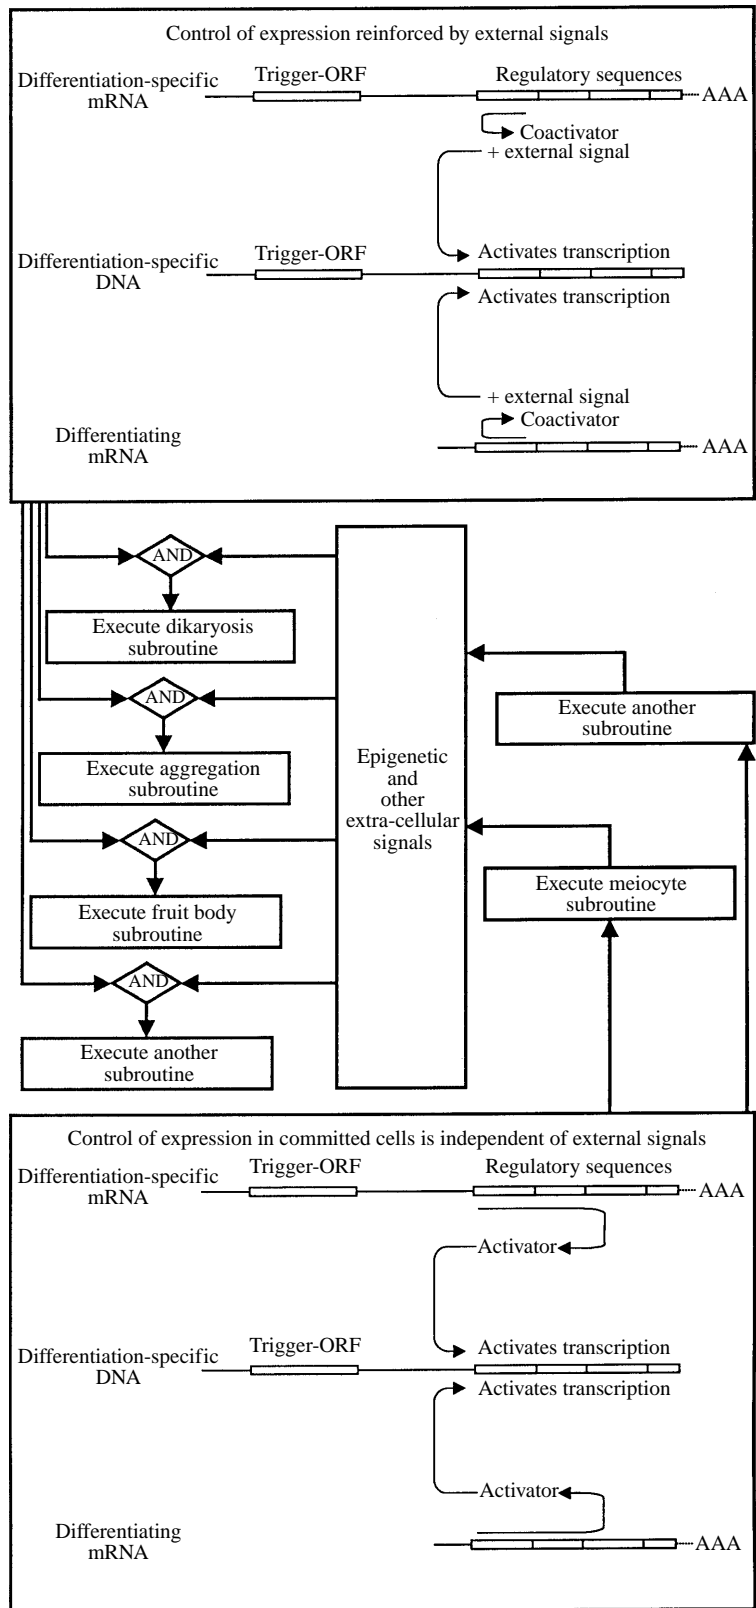 Control of expression reinforced by external signals
Differentiation-specific
mRNA
Trigger-ORF
Regulatory sequences
AAA
Coactivator
+ external signal
Differentiation-specific
DNA
Trigger-ORF
Activates transcription
Activates transcription
+ external signal
Coactivator
Differentiating
mRNA
AAA
AND
Execute dikaryosis
subroutine
AND
Execute aggregation
subroutine
AND
Execute fruit body
subroutine
AND
Execute another
subroutine
Epigenetic
and
other
extra-cellular
signals
Execute another
subroutine
Execute meiocyte
subroutine
Control of expression in committed cells is independent of external signals
Differentiation-specific
mRNA
Trigger-ORF
Regulatory sequences
AAA
Activator
Differentiation-specific
DNA
Trigger-ORF
Activates transcription
Activates transcription
Activator
Differentiating
mRNA
AAA